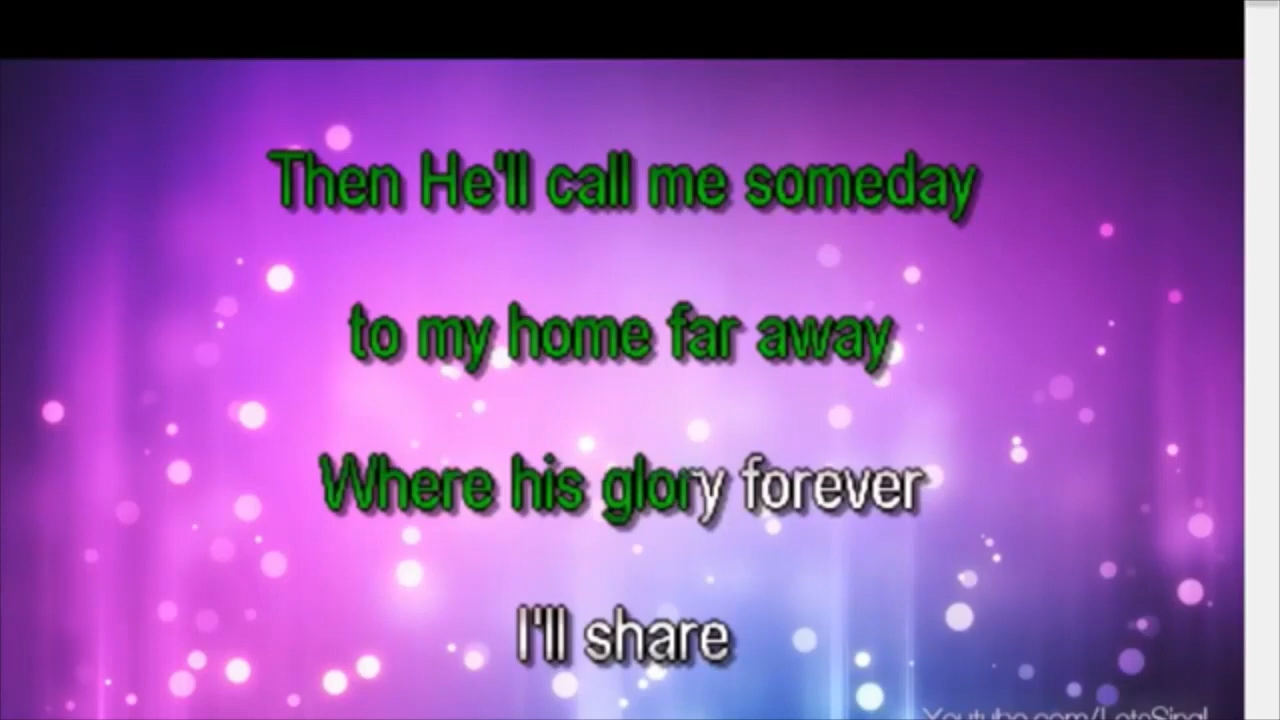 Then He'll call me someday
to my home far away
Where his glory forever
I'll share
Youtube.com/LetsSing1